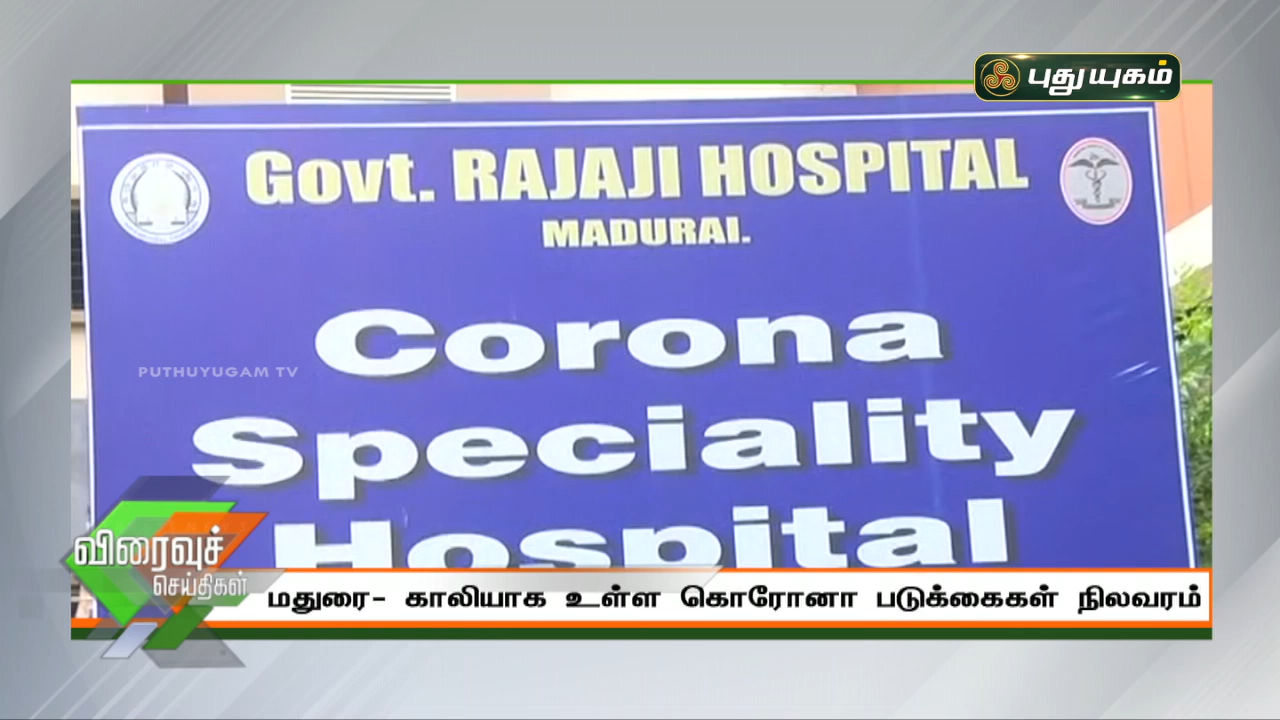 புதுயுகம்
Govt. RAJAJI HOSPITAL
MADURAI.
Corona
PUTHUYUGAM TV
Speciality
Hospital
விரைவுச்
செய்திகள்
மதுரை- காலியாக உள்ள கொரோனா படுக்கைகள் நிலவரம்